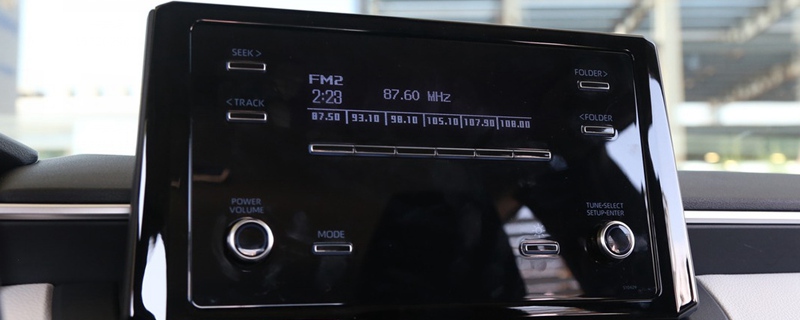 SEEK >
< TRACK
FM2
2:23 87.60 MHz
87.50 93.10 98.10 105.10 107.90 108.00
FOLDER >
< FOLDER
POWER
VOLUME
MODE
TUNE•SELECT
SETUP•ENTER